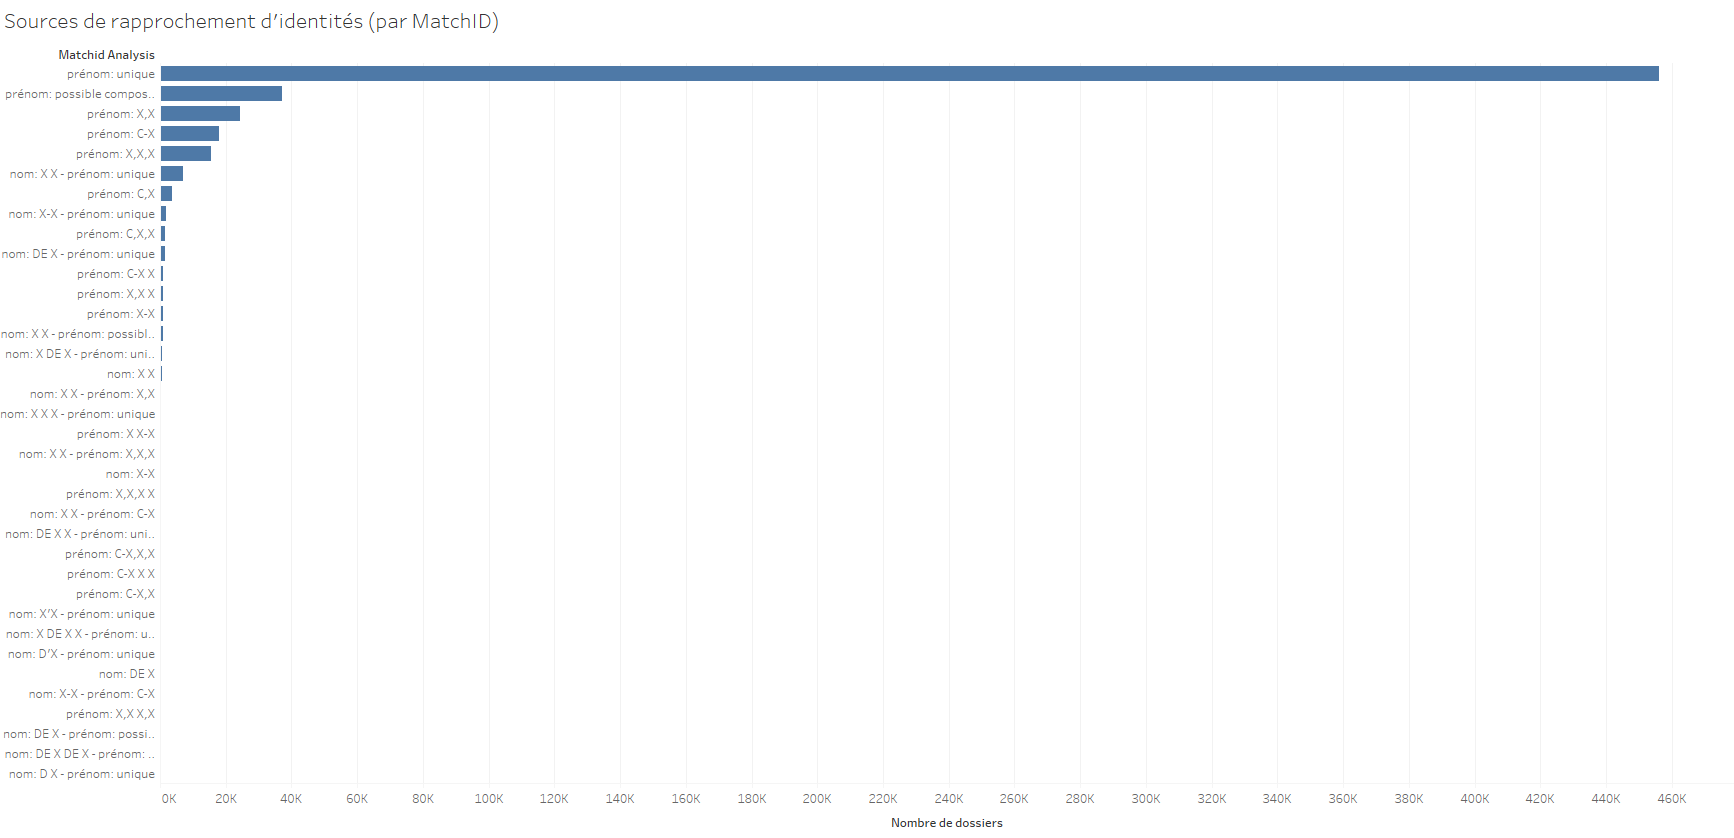 Sources de rapprochement d'identités (par MatchID)
Matchid Analysis
prénom: unique
prénom: possible compos..
prénom: X,X
prénom: C-X
prénom: X,X,X
nom: X X - prénom: unique
prénom: C,X
nom: X-X - prénom: unique
prénom: C,X,X
nom: DE X - prénom: unique
prénom: C-X X
prénom: X,X X
prénom: X-X
nom: X X - prénom: possibl..
nom: X DE X - prénom: uni..
nom: X X
nom: X X - prénom: X,X
nom: X X X - prénom: unique
prénom: X X-X
nom: X X - prénom: X,X,X
nom: X-X
prénom: X,X,X X
nom: X X - prénom: C-X
nom: DE X X - prénom: uni..
prénom: C-X,X,X
prénom: C-X X X
prénom: C-X,X
nom: X'X - prénom: unique
nom: X DE X X - prénom: u..
nom: D'X - prénom: unique
nom: DE X
nom: X-X - prénom: C-X
prénom: X,X X,X
nom: DE X - prénom: possi..
nom: DE X DE X - prénom: ..
nom: D X - prénom: unique
0K 20K 40K 60K 80K 100K 120K 140K 160K 180K 200K 220K 240K 260K 280K 300K 320K 340K 360K 380K 400K 420K 440K 460K
Nombre de dossiers